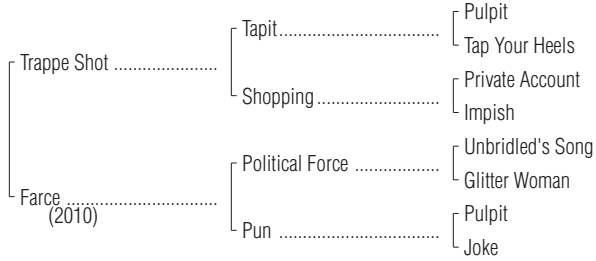 Pulpit
Tapit
Tap Your Heels
Trappe Shot
Private Account
Shopping
Impish
Unbridled's Song
Political Force
Glitter Woman
Farce
(2010)
Pulpit
Pun
Joke